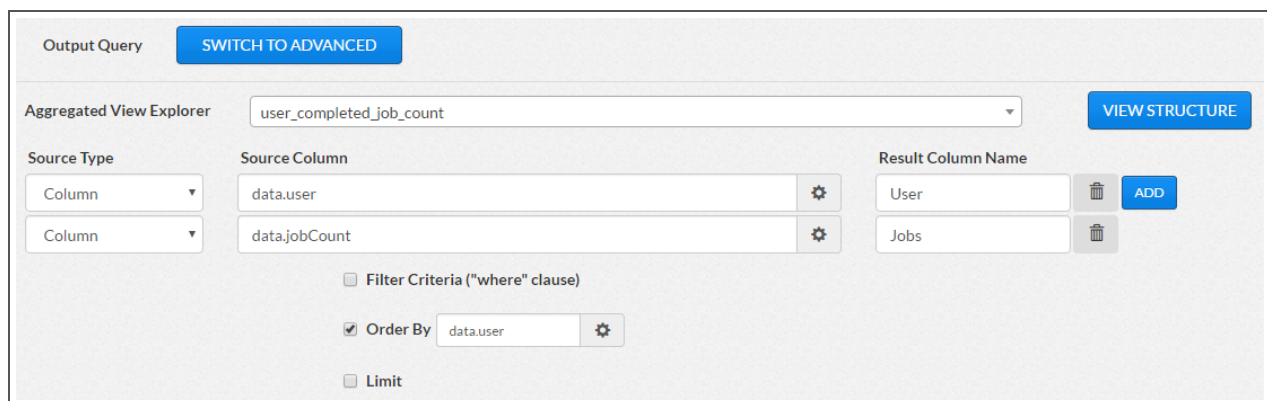 Output Query SWITCH TO ADVANCED
Aggregated View Explorer user_completed_job_count VIEW STRUCTURE
Source Type Source Column Result Column Name
Column data.user User ADD
Column data.jobCount Jobs
Filter Criteria ("where" clause)
Order By data.user
Limit